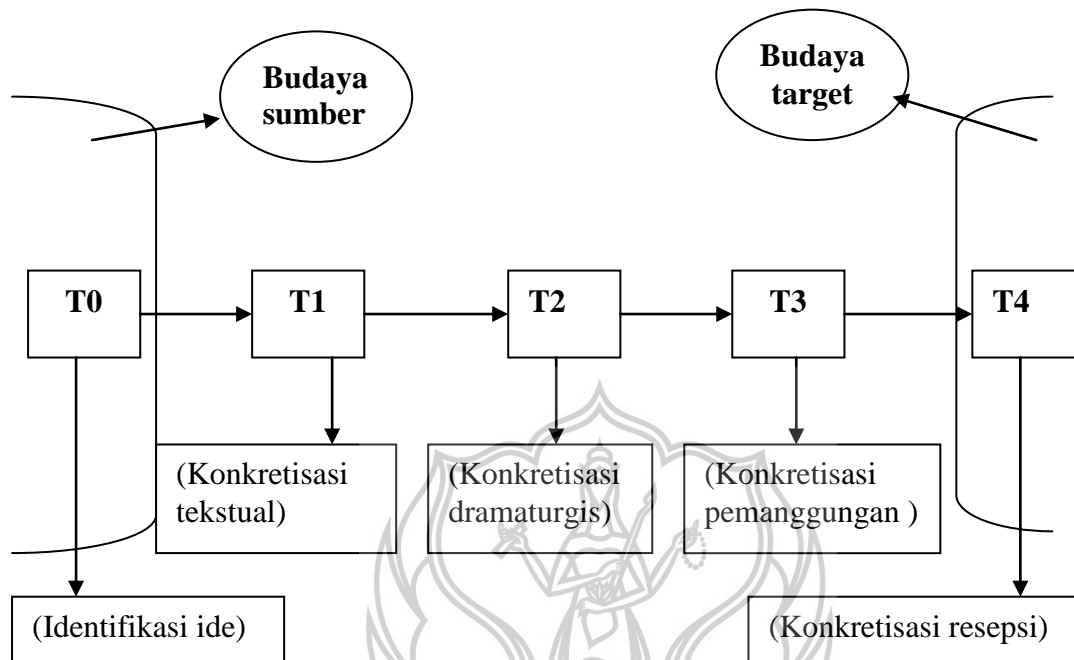 Budaya
sumber
Budaya
target
T0
T1
T2
T3
T4
(Konkretisasi
tekstual)
(Konkretisasi
dramaturgis)
(Konkretisasi
pemanggungan )
(Identifikasi ide)
(Konkretisasi resepsi)